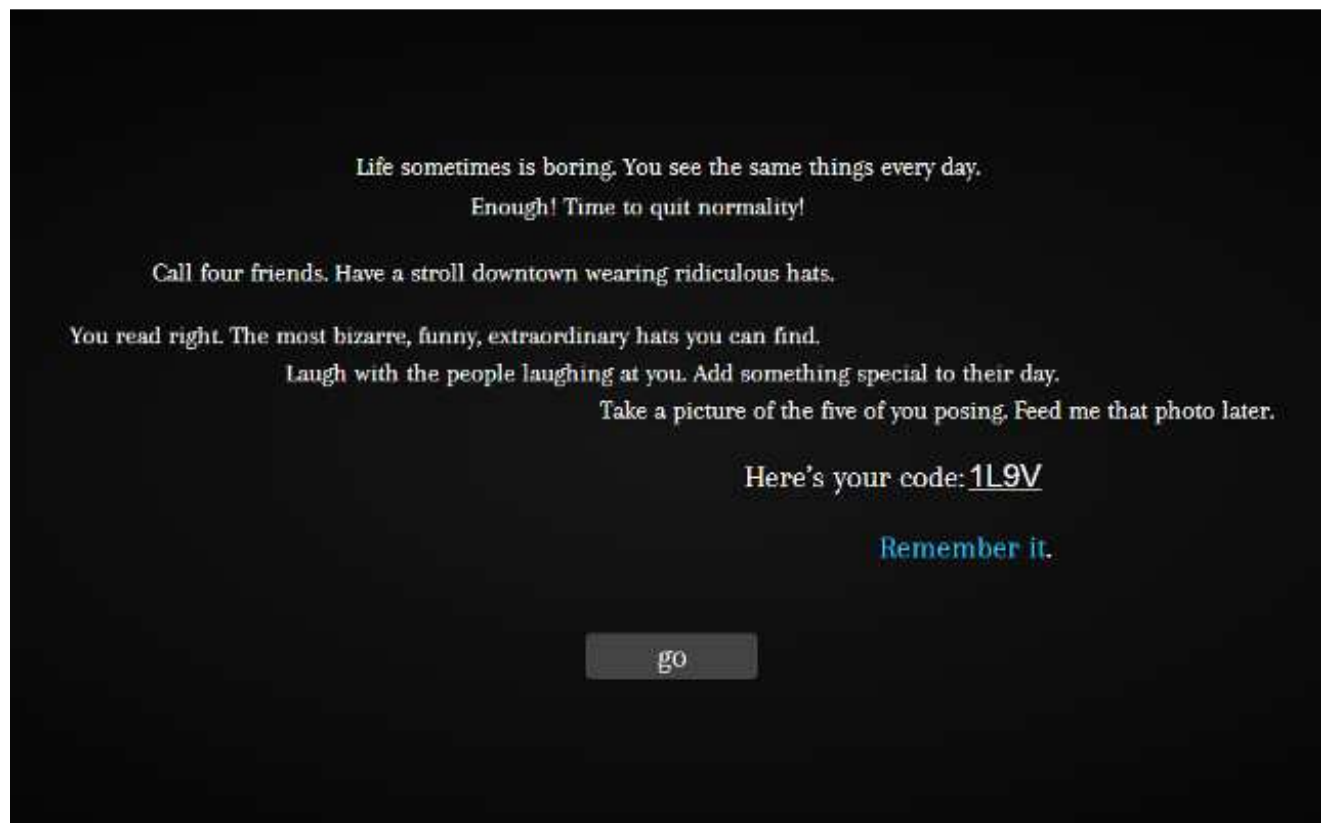 Life sometimes is boring. You see the same things every day.
Enough! Time to quit normality!
Call four friends. Have a stroll downtown wearing ridiculous hats.
You read right. The most bizarre, funny, extraordinary hats you can find.
Laugh with the people laughing at you. Add something special to their day.
Take a picture of the five of you posing. Feed me that photo later.
Here's your code: 1L9V
Remember it.
go